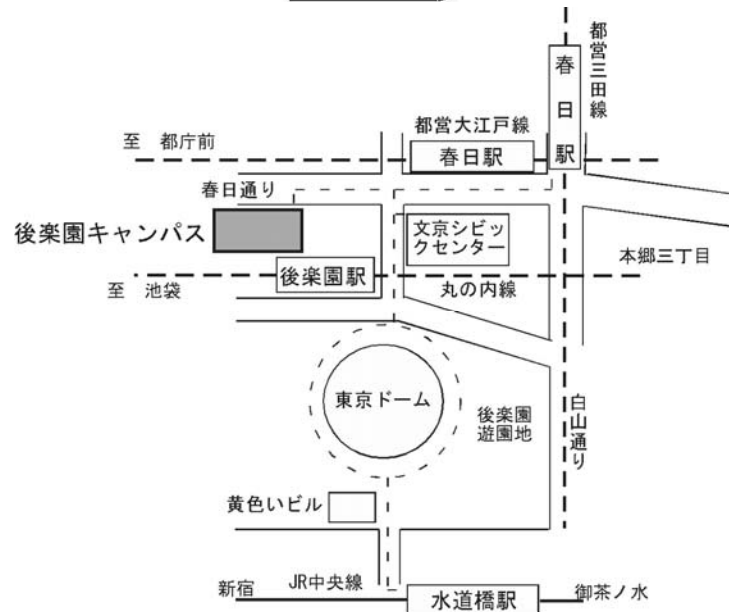 都営三田線
春日駅
都営大江戸線
至　都庁前
春日駅
春日通り
後楽園キャンパス
文京シビッ
クセンター
本郷三丁目
後楽園駅
至　池袋
丸の内線
東京ドーム
後楽園
遊園地
白山通り
黄色いビル
新宿
JR中央線
水道橋駅
御茶ノ水